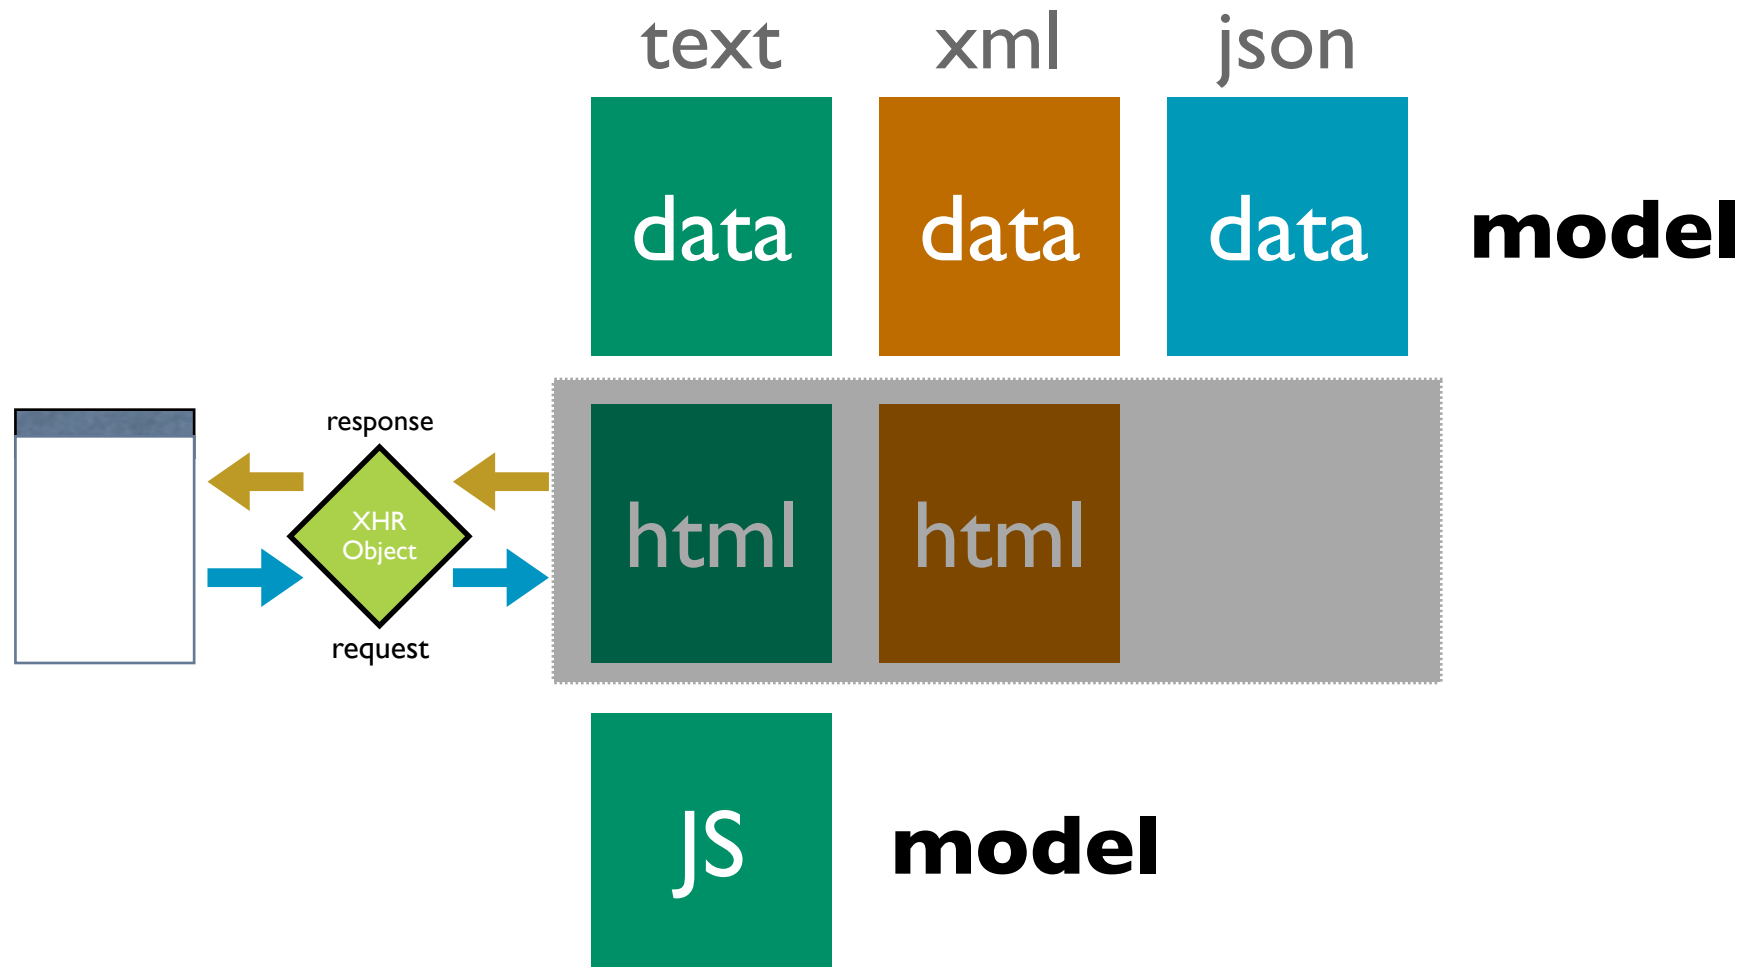 text xml json
data data data model
response
html html
XHR
Object
request
JS model